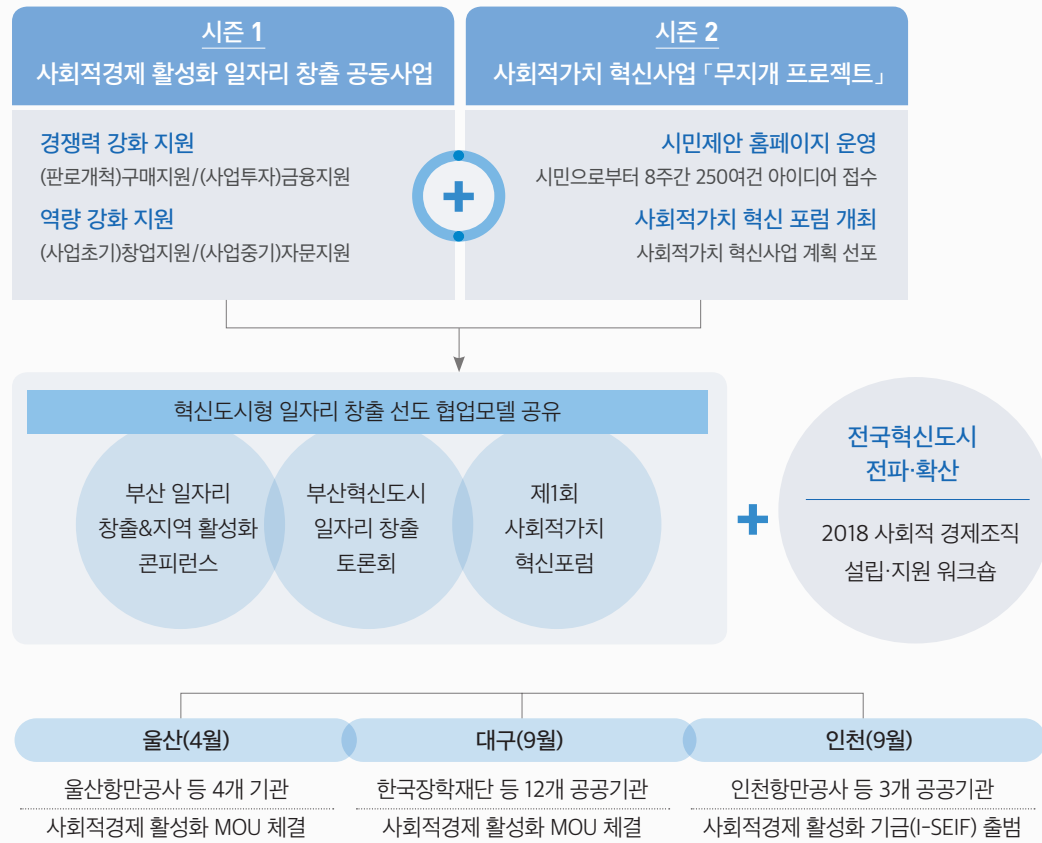 시즌 1
사회적경제 활성화 일자리 창출 공동사업
경쟁력 강화 지원
(판로개척)구매지원/(사업투자)금융지원
역량 강화 지원
(사업초기)창업지원/(사업중기)자문지원
시즌 2
사회적가치 혁신사업 「무지개 프로젝트」
시민제안 홈페이지 운영
시민으로부터 8주간 250여건 아이디어 접수
사회적가치 혁신 포럼 개최
사회적가치 혁신사업 계획 선포
혁신도시형 일자리 창출 선도 협업모델 공유
부산 일자리
창출&지역 활성화
콘퍼런스
부산혁신도시
일자리 창출
토론회
제1회
사회적가치
혁신포럼
전국혁신도시
전파·확산
2018 사회적 경제조직
설립·지원 워크숍
울산(4월)
울산항만공사 등 4개 기관
사회적경제 활성화 MOU 체결
대구(9월)
한국장학재단 등 12개 공공기관
사회적경제 활성화 MOU 체결
인천(9월)
인천항만공사 등 3개 공공기관
사회적경제 활성화 기금(I-SEIF) 출범